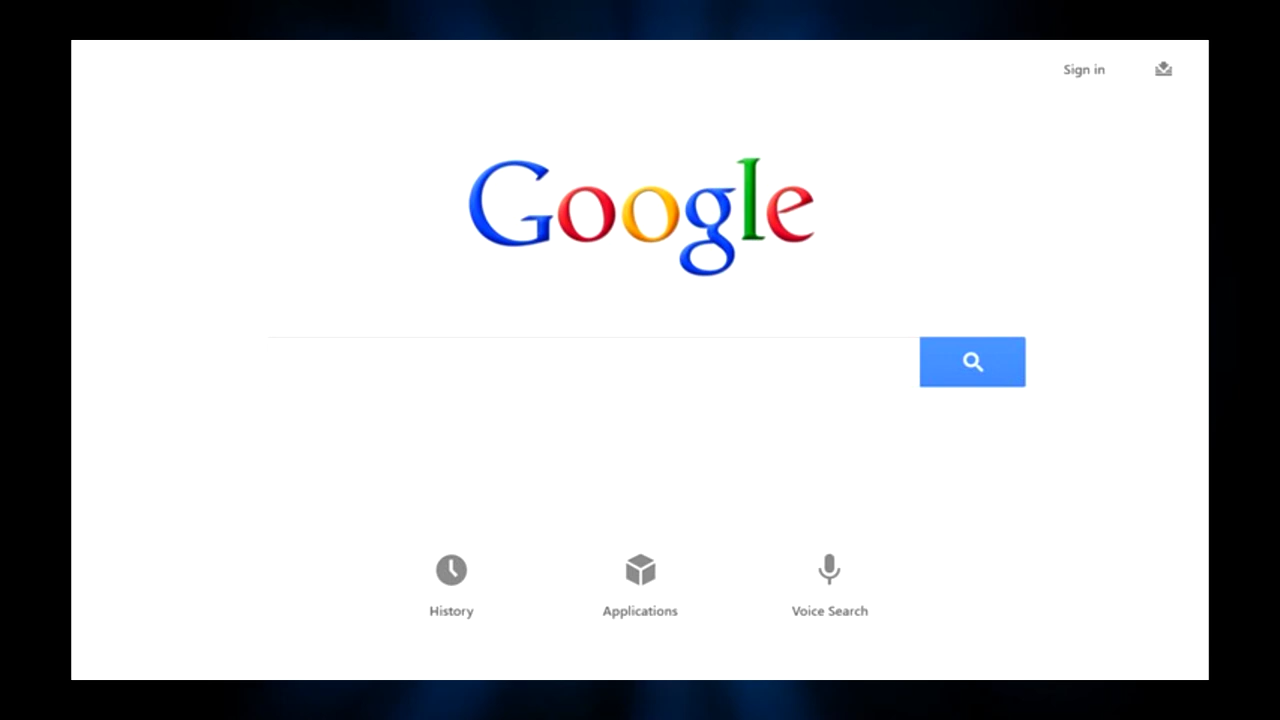 Sign in
Google
History
Applications
Voice Search